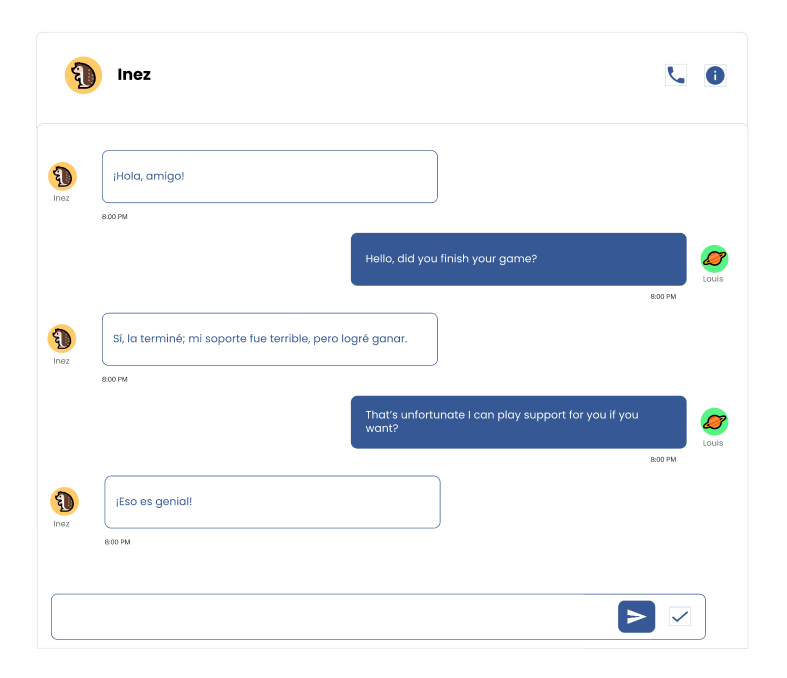 Inez
¡Hola, amigo!
Inez
8:00 PM
Hello, did you finish your game?
Louis
8:00 PM
Sí, la terminé; mi soporte fue terrible, pero logré ganar.
Inez
8:00 PM
That's unfortunate I can play support for you if you
want?
Louis
8:00 PM
¡Eso es genial!
Inez
8:00 PM